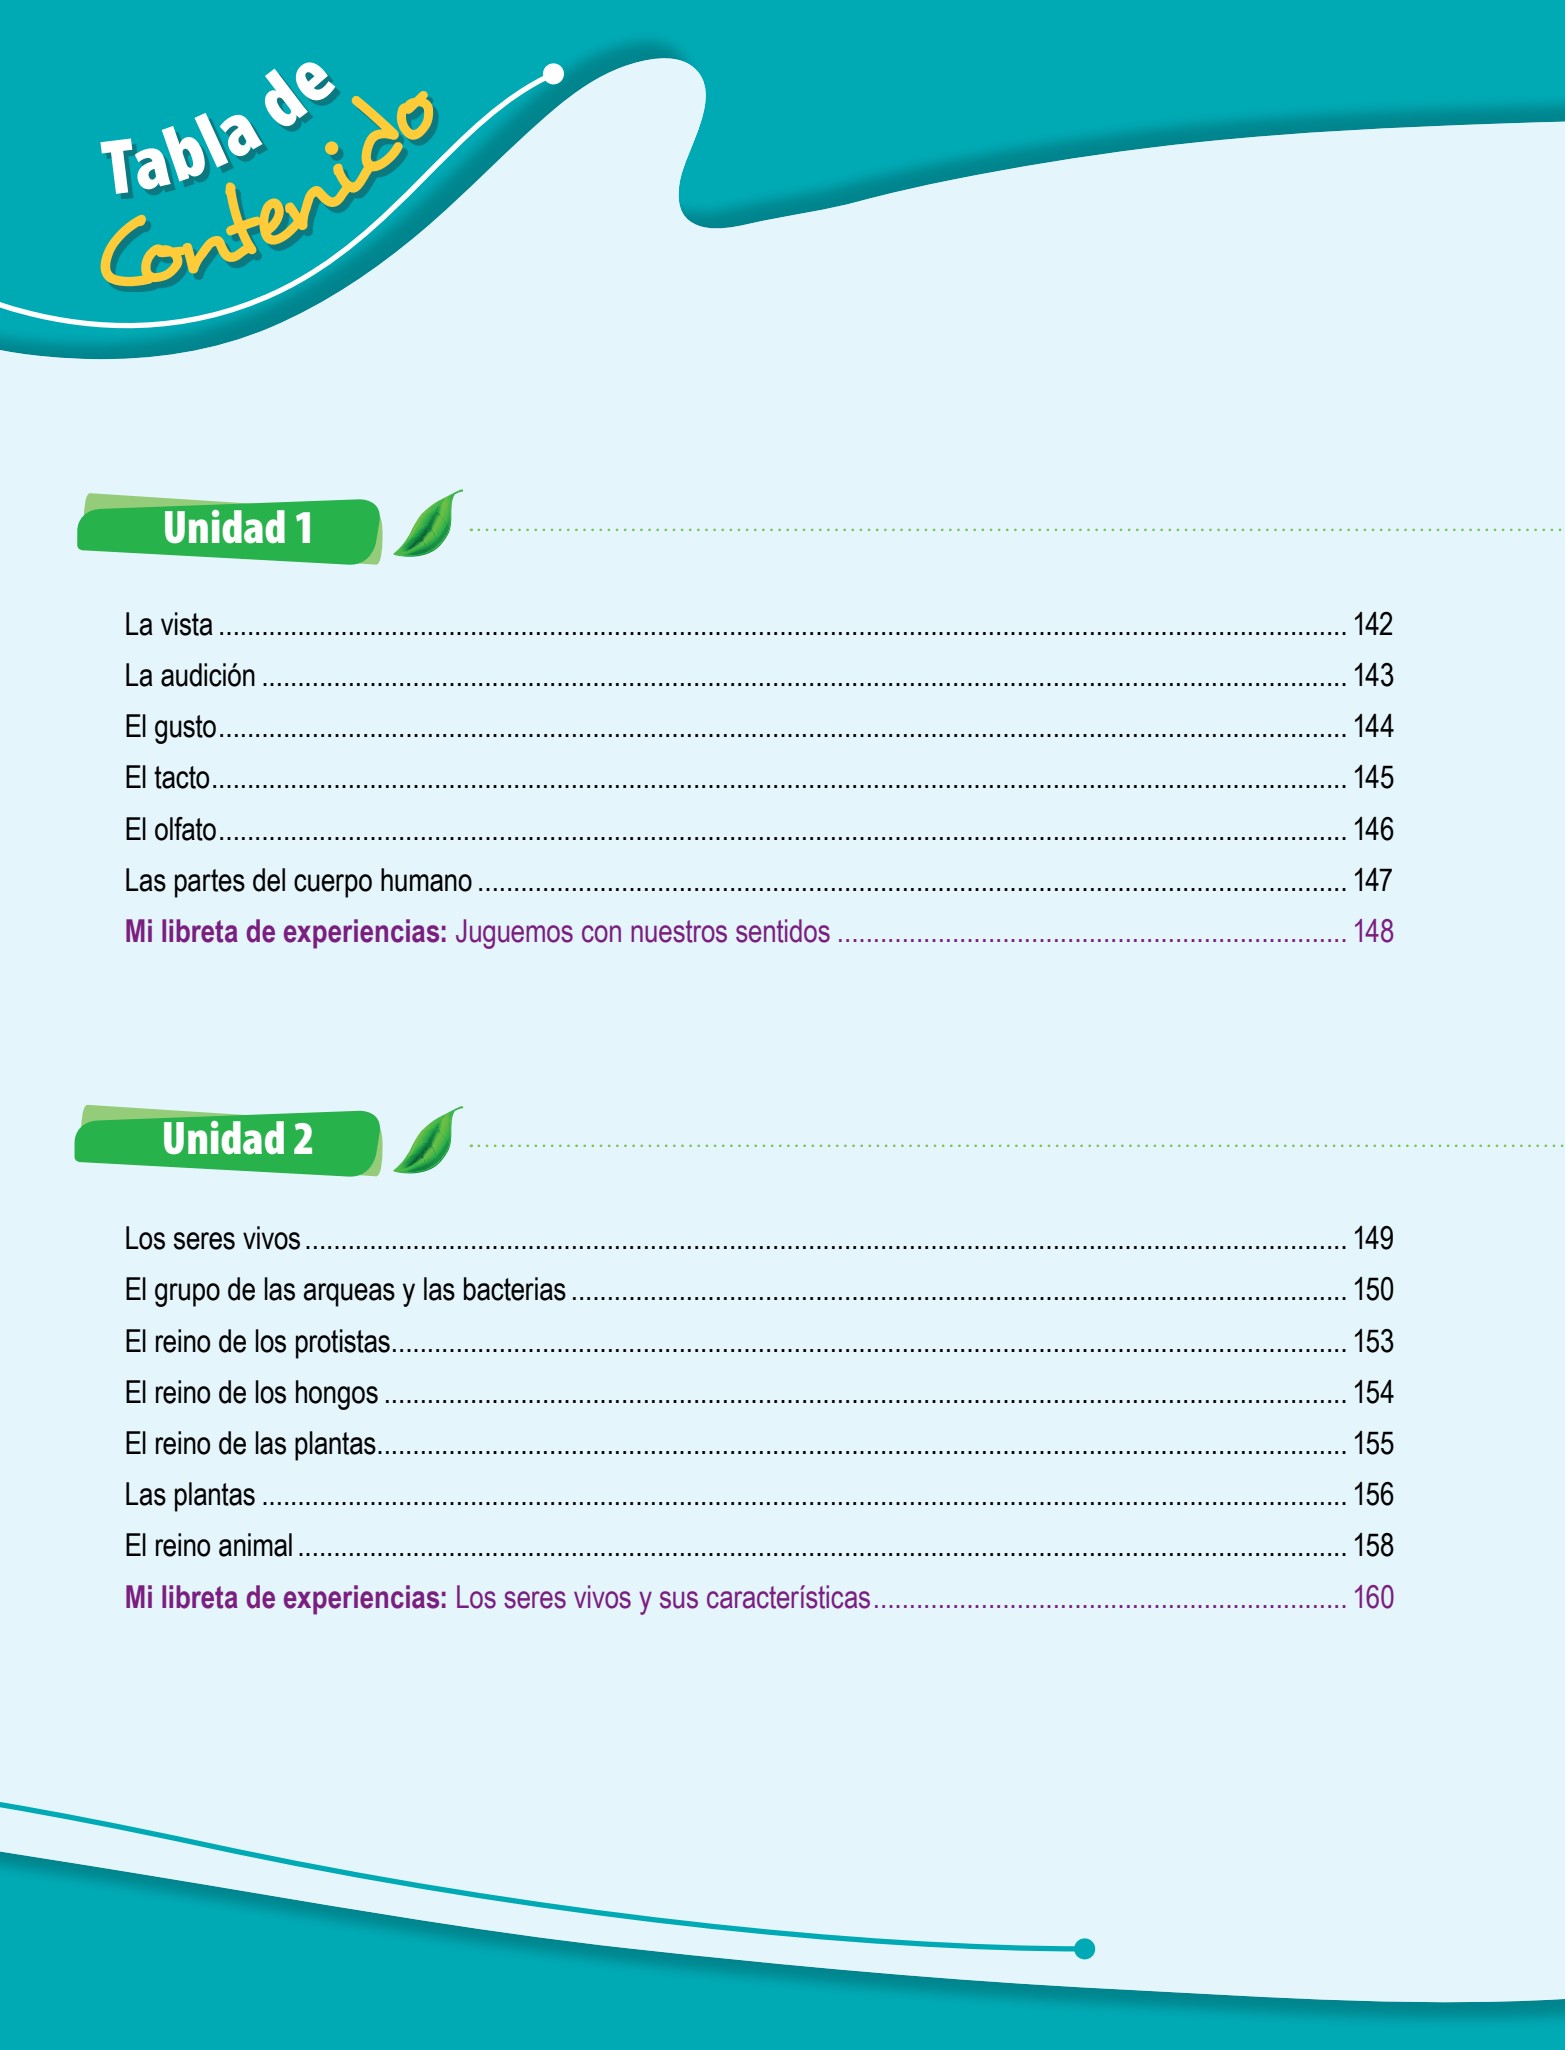 Tabla de
Contenido
Unidad 1
La vista ........................ 142
La audición ........................ 143
El gusto ........................ 144
El tacto ........................ 145
El olfato ........................ 146
Las partes del cuerpo humano ........................ 147
Mi libreta de experiencias: Juguemos con nuestros sentidos ........................ 148
Unidad 2
Los seres vivos ........................ 149
El grupo de las arqueas y las bacterias ........................ 150
El reino de los protistas ........................ 153
El reino de los hongos ........................ 154
El reino de las plantas ........................ 155
Las plantas ........................ 156
El reino animal ........................ 158
Mi libreta de experiencias: Los seres vivos y sus características ........................ 160